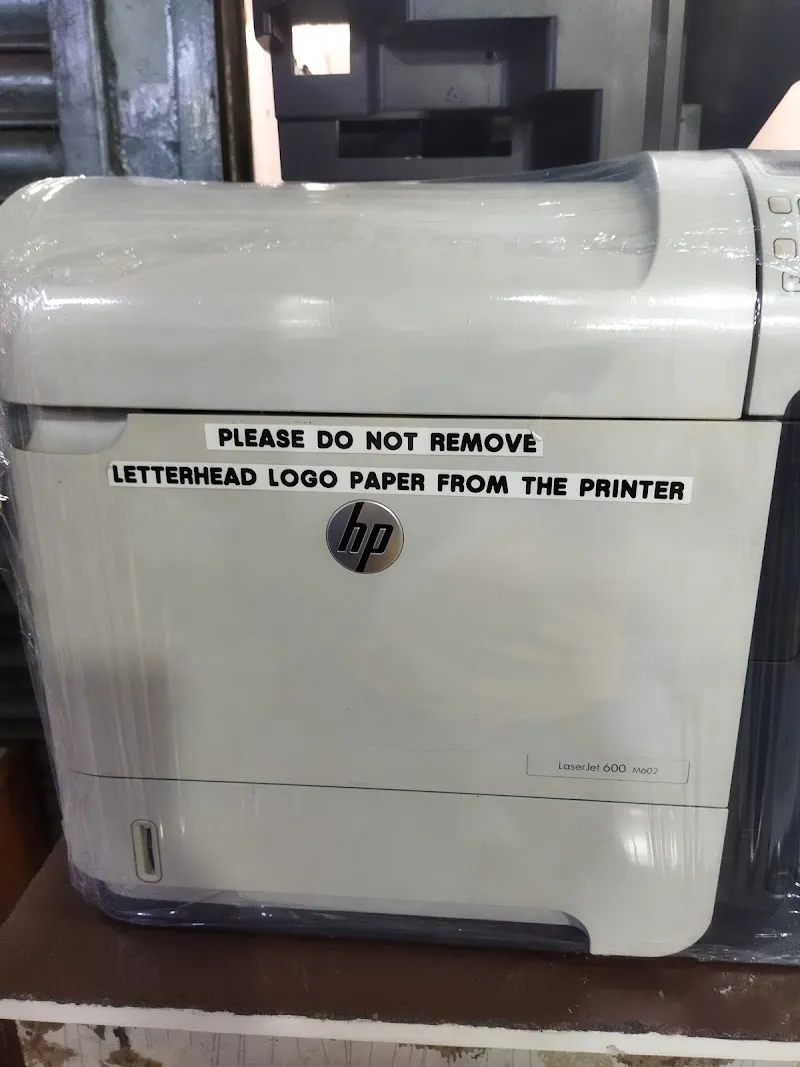 PLEASE DO NOT REMOVE
LETTERHEAD LOGO PAPER FROM THE PRINTER
hp
LaserJet 600 M602